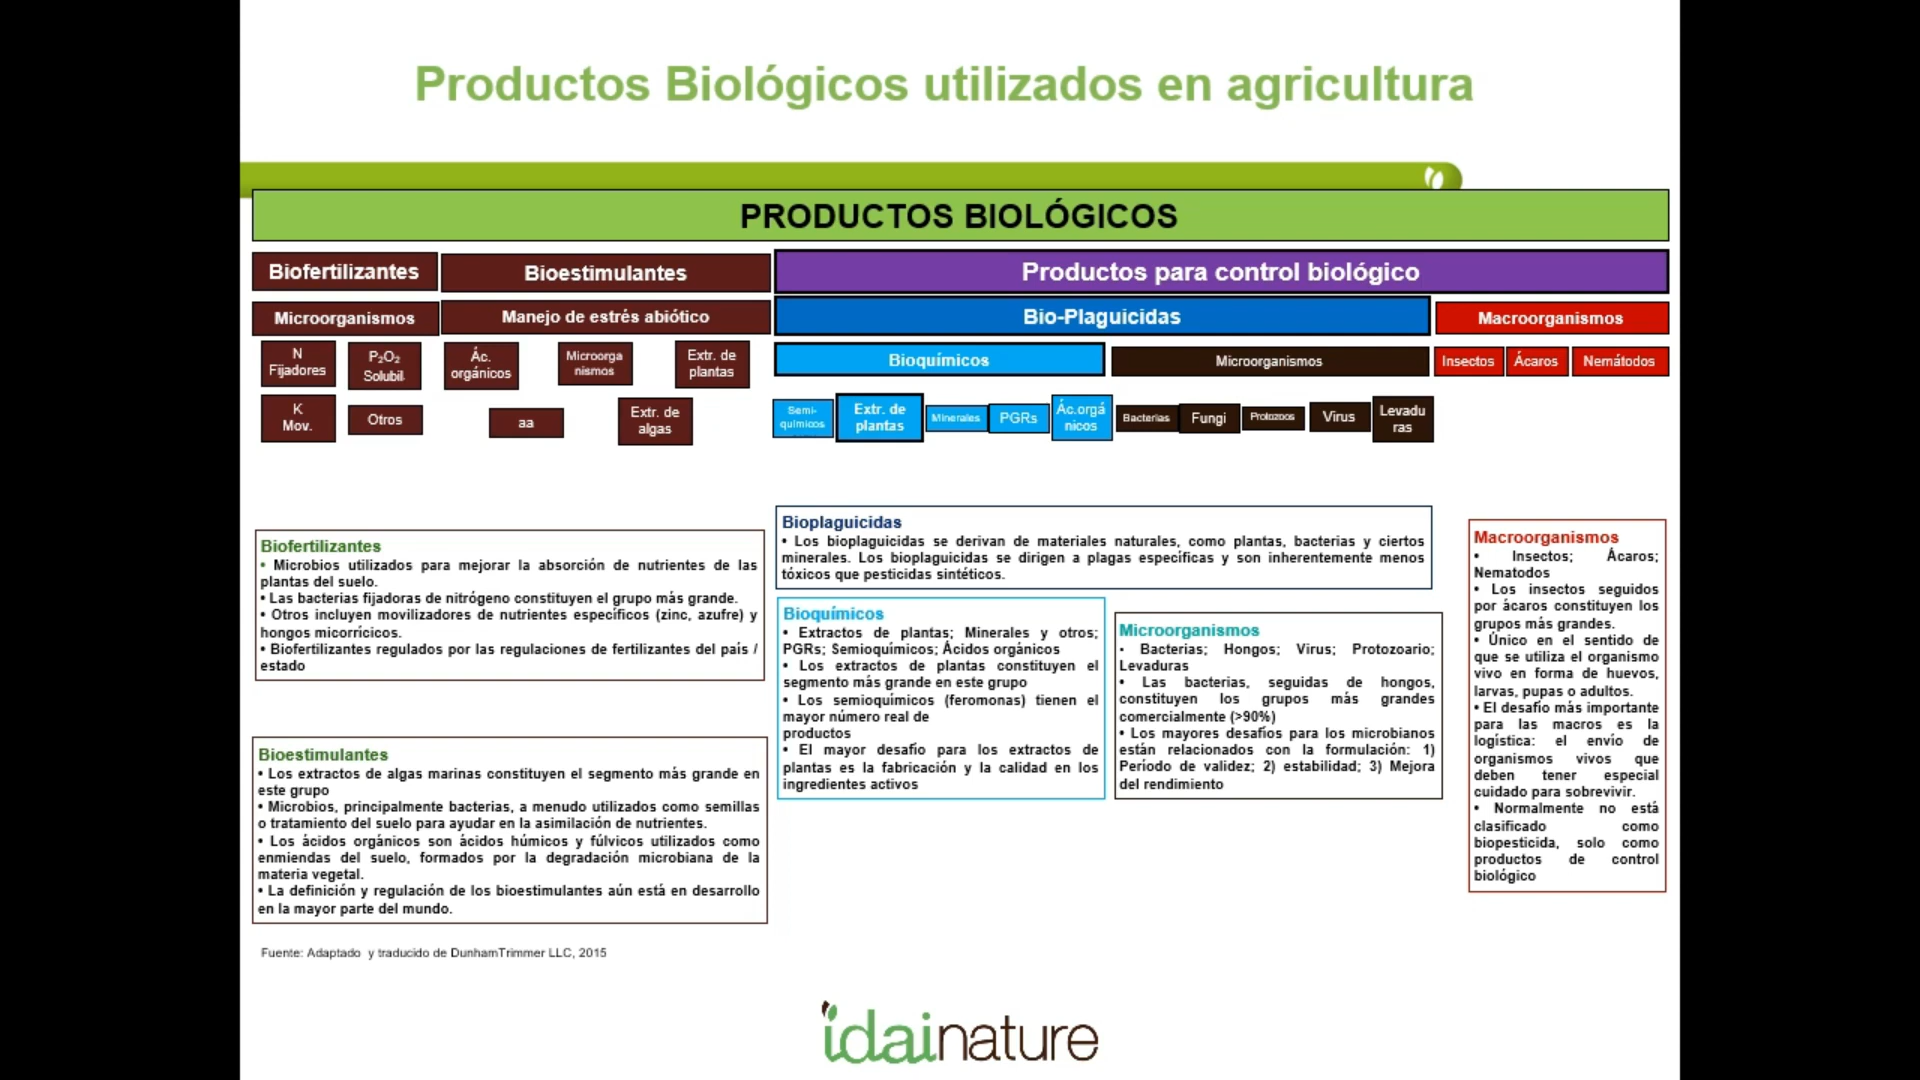 Productos Biológicos utilizados en agricultura
PRODUCTOS BIOLÓGICOS
Biofertilizantes
Bioestimulantes
Productos para control biológico
Microorganismos
Manejo de estrés abiótico
Bio-Plaguicidas
Macroorganismos
N
Fijadores
P₂O₂
Solubil.
Ác.
orgánicos
Microorga
nismos
Extr. de
plantas
Bioquímicos
Microorganismos
Insectos
Ácaros
Nemátodos
K
Mov.
Otros
aa
Extr. de
algas
Semi-
químicos
Extr. de
plantas
Minerales
PGRs
Ác.orgá
nicos
Bacterias
Fungi
Protozoos
Virus
Levadu
ras
Biofertilizantes
• Microbios utilizados para mejorar la absorción de nutrientes de las
plantas del suelo.
• Las bacterias fijadoras de nitrógeno constituyen el grupo más grande.
• Otros incluyen movilizadores de nutrientes específicos (zinc, azufre) y
hongos micorrícicos.
• Biofertilizantes regulados por las regulaciones de fertilizantes del país /
estado
Bioestimulantes
• Los extractos de algas marinas constituyen el segmento más grande en
este grupo
• Microbios, principalmente bacterias, a menudo utilizados como semillas
o tratamiento del suelo para ayudar en la asimilación de nutrientes.
• Los ácidos orgánicos son ácidos húmicos y fúlvicos utilizados como
enmiendas del suelo, formados por la degradación microbiana de la
materia vegetal.
• La definición y regulación de los bioestimulantes aún está en desarrollo
en la mayor parte del mundo.
Bioplaguicidas
• Los bioplaguicidas se derivan de materiales naturales, como plantas, bacterias y ciertos
minerales. Los bioplaguicidas se dirigen a plagas específicas y son inherentemente menos
tóxicos que pesticidas sintéticos.
Bioquímicos
• Extractos de plantas; Minerales y otros;
PGRs; Semioquímicos; Ácidos orgánicos
• Los extractos de plantas constituyen el
segmento más grande en este grupo
• Los semioquímicos (feromonas) tienen el
mayor número real de
productos
• El mayor desafío para los extractos de
plantas es la fabricación y la calidad en los
ingredientes activos
Microorganismos
• Bacterias; Hongos; Virus; Protozoario;
Levaduras
• Las bacterias, seguidas de hongos,
constituyen los grupos más grandes
comercialmente (>90%)
• Los mayores desafíos para los microbianos
están relacionados con la formulación: 1)
Período de validez; 2) estabilidad; 3) Mejora
del rendimiento
Macroorganismos
• Insectos; Ácaros;
Nematodos
• Los insectos seguidos
por ácaros constituyen los
grupos más grandes.
• Único en el sentido de
que se utiliza el organismo
vivo en forma de huevos,
larvas, pupas o adultos.
• El desafío más importante
para las macros es la
logística: el envío de
organismos vivos que
deben tener especial
cuidado para sobrevivir.
• Normalmente no está
clasificado como
biopesticida, solo como
productos de control
biológico
Fuente: Adaptado y traducido de DunhamTrimmer LLC, 2015
idainature